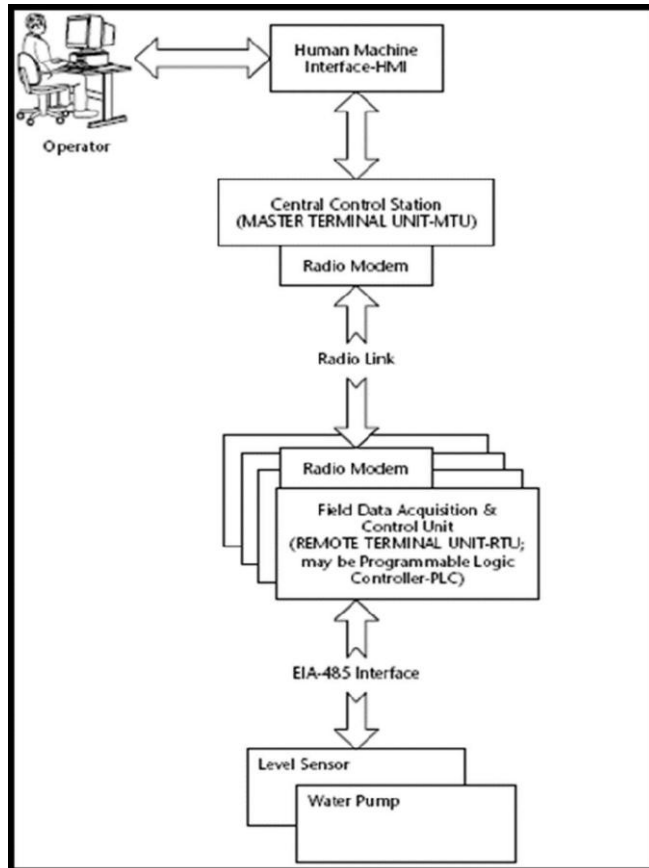 Human Machine
Interface-HMI
Operator
Central Control Station
(MASTER TERMINAL UNIT-MTU)
Radio Modem
Radio Link
Radio Modem
Field Data Acquisition &
Control Unit
(REMOTE TERMINAL UNIT-RTU;
may be Programmable Logic
Controller-PLC)
EIA-485 Interface
Level Sensor
Water Pump